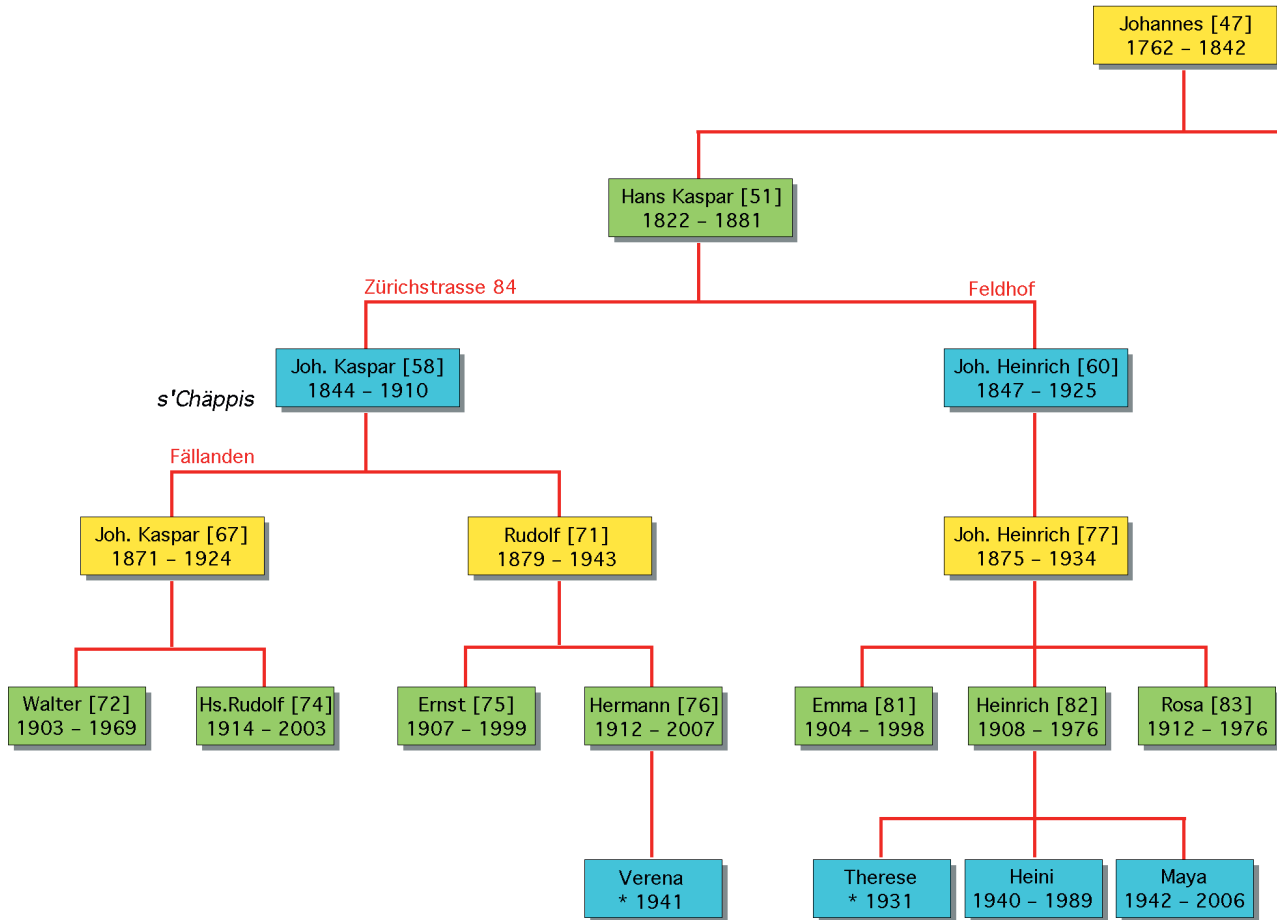 Johannes [47]
1762 – 1842
Hans Kaspar [51]
1822 – 1881
Zürichstrasse 84
Feldhof
Joh. Kaspar [58]
1844 – 1910
s'Chäppis
Joh. Heinrich [60]
1847 – 1925
Fällanden
Joh. Kaspar [67]
1871 – 1924
Rudolf [71]
1879 – 1943
Joh. Heinrich [77]
1875 – 1934
Walter [72]
1903 – 1969
Hs.Rudolf [74]
1914 – 2003
Ernst [75]
1907 – 1999
Hermann [76]
1912 – 2007
Emma [81]
1904 – 1998
Heinrich [82]
1908 – 1976
Rosa [83]
1912 – 1976
Verena
* 1941
Therese
* 1931
Heini
1940 – 1989
Maya
1942 – 2006